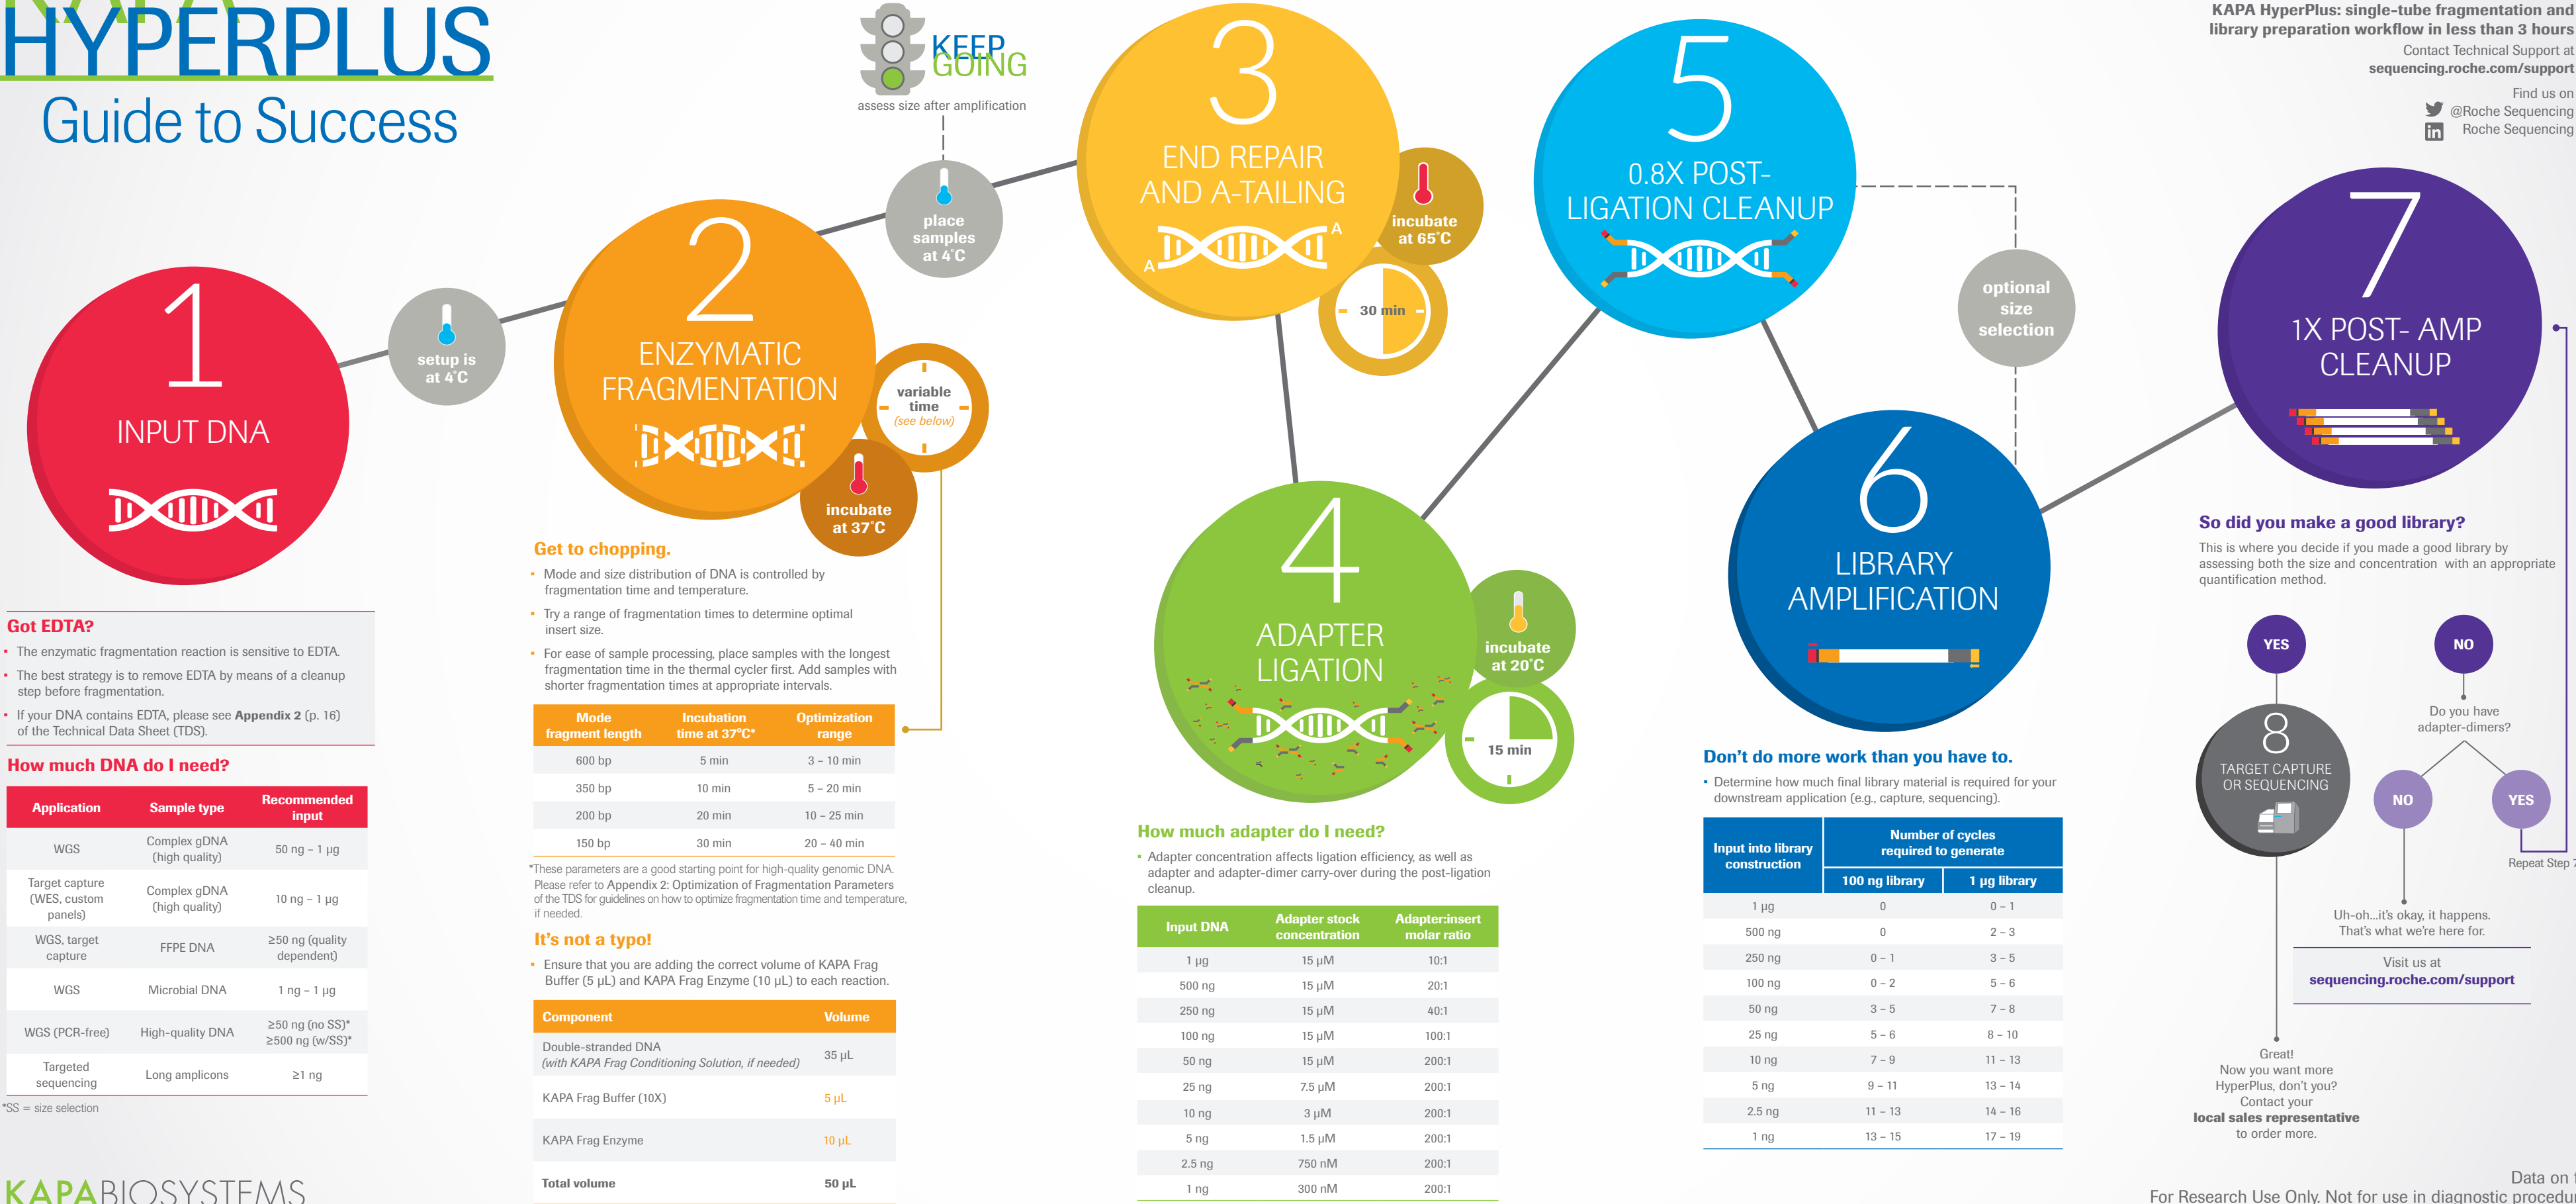 KAPA
HYPERPLUS
Guide to Success
KEEP
GOING
assess size after amplification
KAPA HyperPlus: single-tube fragmentation and
library preparation workflow in less than 3 hours
Contact Technical Support at
sequencing.roche.com/support
Find us on
@Roche Sequencing
Roche Sequencing
1
INPUT DNA
setup is
at 4˚C
Got EDTA?
▪ The enzymatic fragmentation reaction is sensitive to EDTA.
▪ The best strategy is to remove EDTA by means of a cleanup
step before fragmentation.
▪ If your DNA contains EDTA, please see Appendix 2 (p. 16)
of the Technical Data Sheet (TDS).
How much DNA do I need?
Application Sample type Recommended
input
WGS Complex gDNA
(high quality) 50 ng – 1 µg
Target capture
(WES, custom
panels) Complex gDNA
(high quality) 10 ng – 1 µg
WGS, target
capture FFPE DNA ≥50 ng (quality
dependent)
WGS Microbial DNA 1 ng – 1 µg
WGS (PCR-free) High-quality DNA ≥50 ng (no SS)*
≥500 ng (w/SS)*
Targeted
sequencing Long amplicons ≥1 ng
*SS = size selection
KAPABIOSYSTEMS
2
ENZYMATIC
FRAGMENTATION
variable
time
(see below)
incubate
at 37˚C
place
samples
at 4˚C
Get to chopping.
▪ Mode and size distribution of DNA is controlled by
fragmentation time and temperature.
▪ Try a range of fragmentation times to determine optimal
insert size.
▪ For ease of sample processing, place samples with the longest
fragmentation time in the thermal cycler first. Add samples with
shorter fragmentation times at appropriate intervals.
Mode
fragment length Incubation
time at 37ºC* Optimization
range
600 bp 5 min 3 – 10 min
350 bp 10 min 5 – 20 min
200 bp 20 min 10 – 25 min
150 bp 30 min 20 – 40 min
*These parameters are a good starting point for high-quality genomic DNA.
Please refer to Appendix 2: Optimization of Fragmentation Parameters
of the TDS for guidelines on how to optimize fragmentation time and temperature,
if needed.
It’s not a typo!
▪ Ensure that you are adding the correct volume of KAPA Frag
Buffer (5 µL) and KAPA Frag Enzyme (10 µL) to each reaction.
Component Volume
Double-stranded DNA
(with KAPA Frag Conditioning Solution, if needed) 35 µL
KAPA Frag Buffer (10X) 5 µL
KAPA Frag Enzyme 10 µL
Total volume 50 µL
3
END REPAIR
AND A-TAILING
A
A
incubate
at 65˚C
30 min
4
ADAPTER
LIGATION
incubate
at 20˚C
15 min
How much adapter do I need?
▪ Adapter concentration affects ligation efficiency, as well as
adapter and adapter-dimer carry-over during the post-ligation
cleanup.
Input DNA Adapter stock
concentration Adapter:insert
molar ratio
1 µg 15 µM 10:1
500 ng 15 µM 20:1
250 ng 15 µM 40:1
100 ng 15 µM 100:1
50 ng 15 µM 200:1
25 ng 7.5 µM 200:1
10 ng 3 µM 200:1
5 ng 1.5 µM 200:1
2.5 ng 750 nM 200:1
1 ng 300 nM 200:1
5
0.8X POST-
LIGATION CLEANUP
optional
size
selection
6
LIBRARY
AMPLIFICATION
Don’t do more work than you have to.
▪ Determine how much final library material is required for your
downstream application (e.g., capture, sequencing).
Input into library
construction Number of cycles
required to generate
100 ng library 1 µg library
1 µg 0 0 – 1
500 ng 0 2 – 3
250 ng 0 – 1 3 – 5
100 ng 0 – 2 5 – 6
50 ng 3 – 5 7 – 8
25 ng 5 – 6 8 – 10
10 ng 7 – 9 11 – 13
5 ng 9 – 11 13 – 14
2.5 ng 11 – 13 14 – 16
1 ng 13 – 15 17 – 19
7
1X POST- AMP
CLEANUP
So did you make a good library?
This is where you decide if you made a good library by
assessing both the size and concentration with an appropriate
quantification method.
YES
NO
8
TARGET CAPTURE
OR SEQUENCING
Do you have
adapter-dimers?
NO
YES
Repeat Step 7
Uh-oh...it’s okay, it happens.
That’s what we’re here for.
Visit us at
sequencing.roche.com/support
Great!
Now you want more
HyperPlus, don’t you?
Contact your
local sales representative
to order more.
Data on
For Research Use Only. Not for use in diagnostic